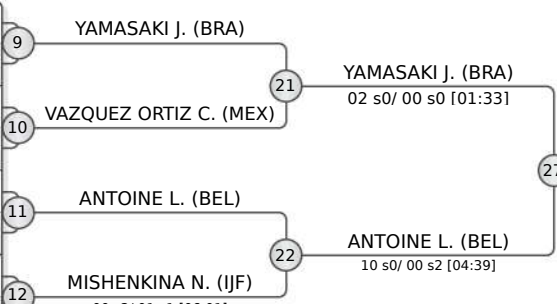 YAMASAKI J. (BRA)
9
21
YAMASAKI J. (BRA)
02 s0/ 00 s0 [01:33]
VAZQUEZ ORTIZ C. (MEX)
10
27
ANTOINE L. (BEL)
11
22
ANTOINE L. (BEL)
10 s0/ 00 s2 [04:39]
MISHENKINA N. (IJF)
12